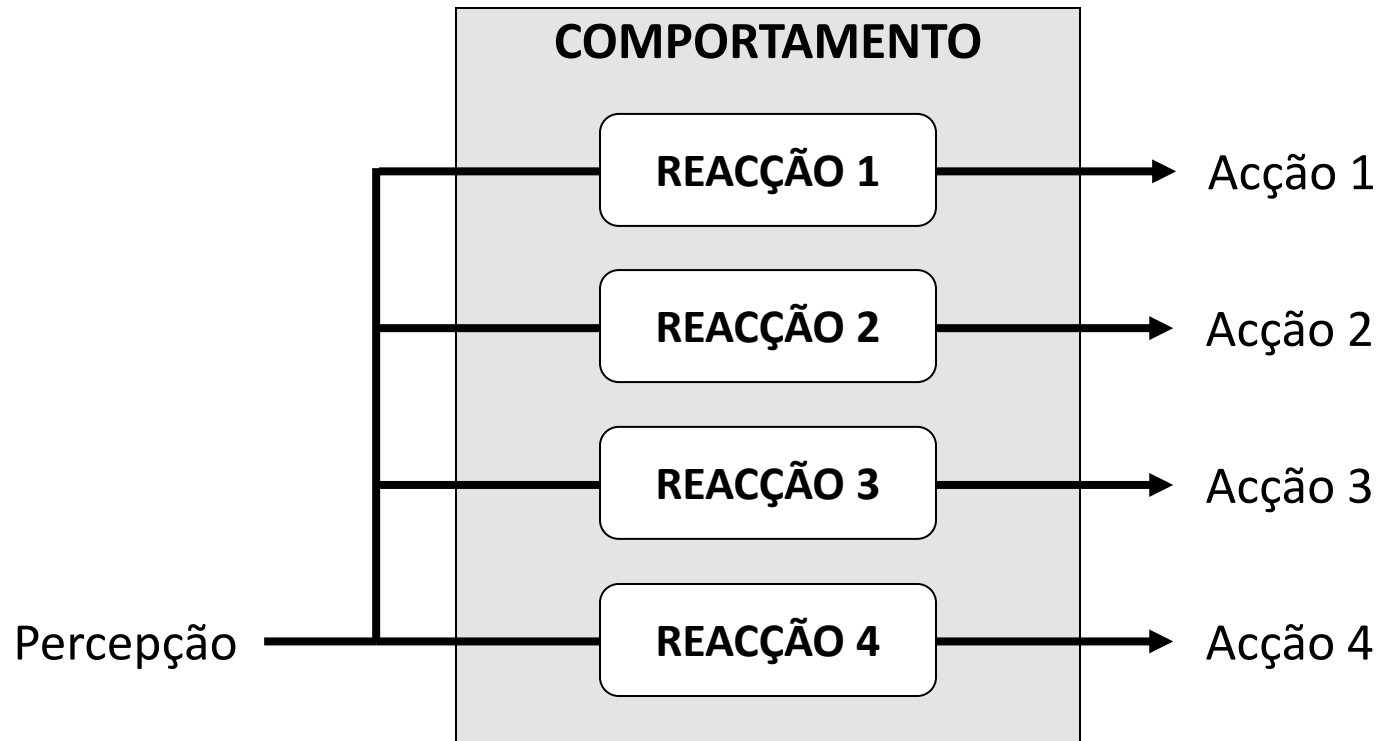 COMPORTAMENTO
REACÇÃO 1
Acção 1
REACÇÃO 2
Acção 2
REACÇÃO 3
Acção 3
Percepção
REACÇÃO 4
Acção 4